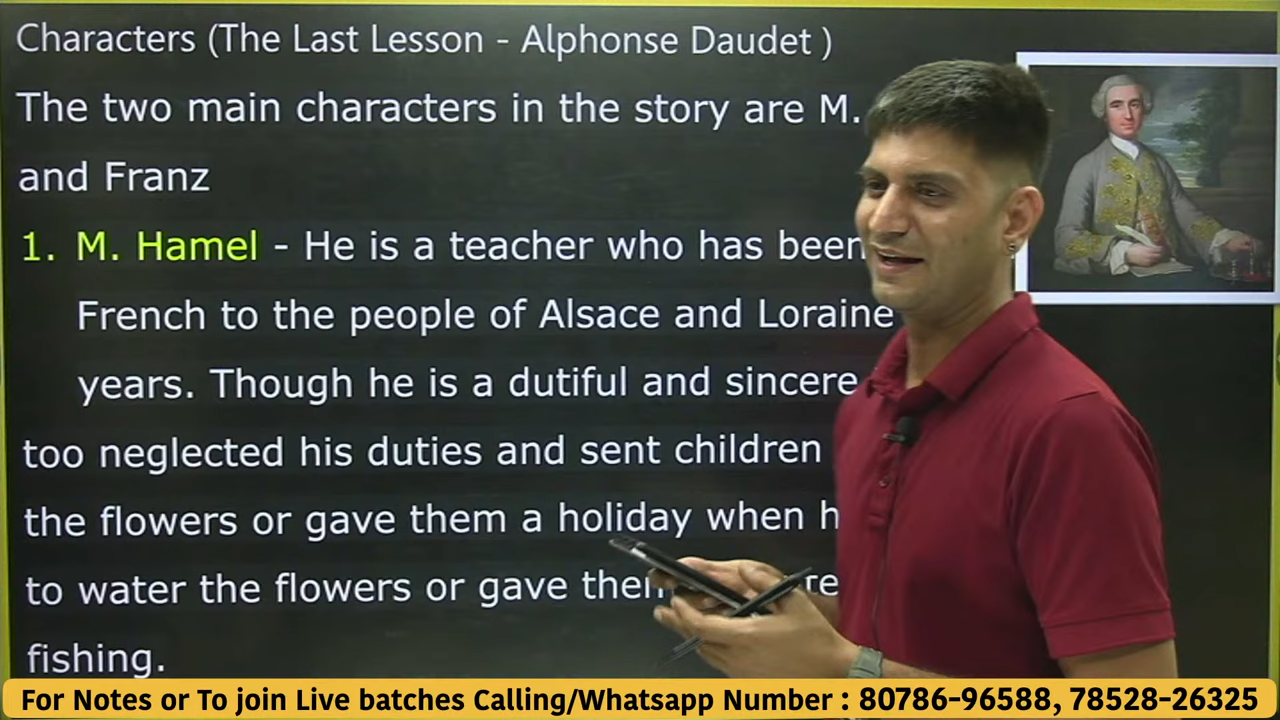 Characters (The Last Lesson - Alphonse Daudet )
The two main characters in the story are M.
and Franz
1. M. Hamel - He is a teacher who has been
French to the people of Alsace and Loraine
years. Though he is a dutiful and sincere
too neglected his duties and sent children
the flowers or gave them a holiday when
to water the flowers or gave
fishing.
For Notes or To join Live batches Calling/Whatsapp Number : 80786-96588, 78528-26325